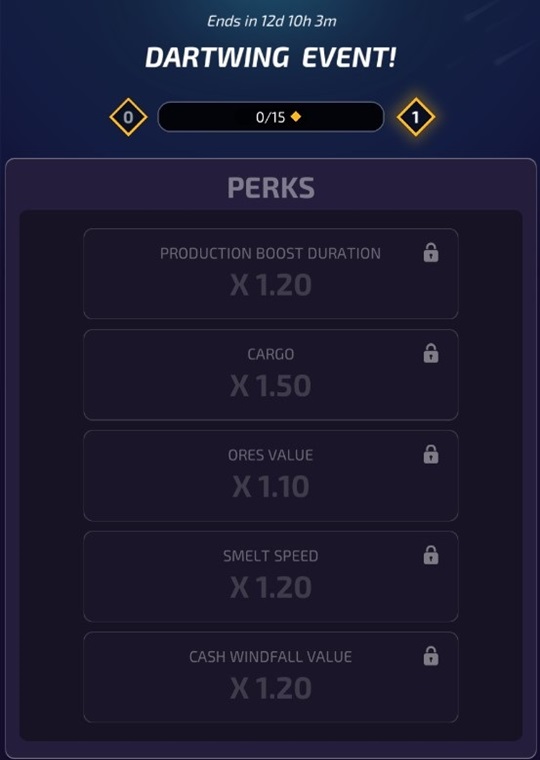 Ends in 12d 10h 3m
DARTWING EVENT!
0 0/15 1
PERKS
PRODUCTION BOOST DURATION
X 1.20
CARGO
X 1.50
ORES VALUE
X 1.10
SMELT SPEED
X 1.20
CASH WINDFALL VALUE
X 1.20